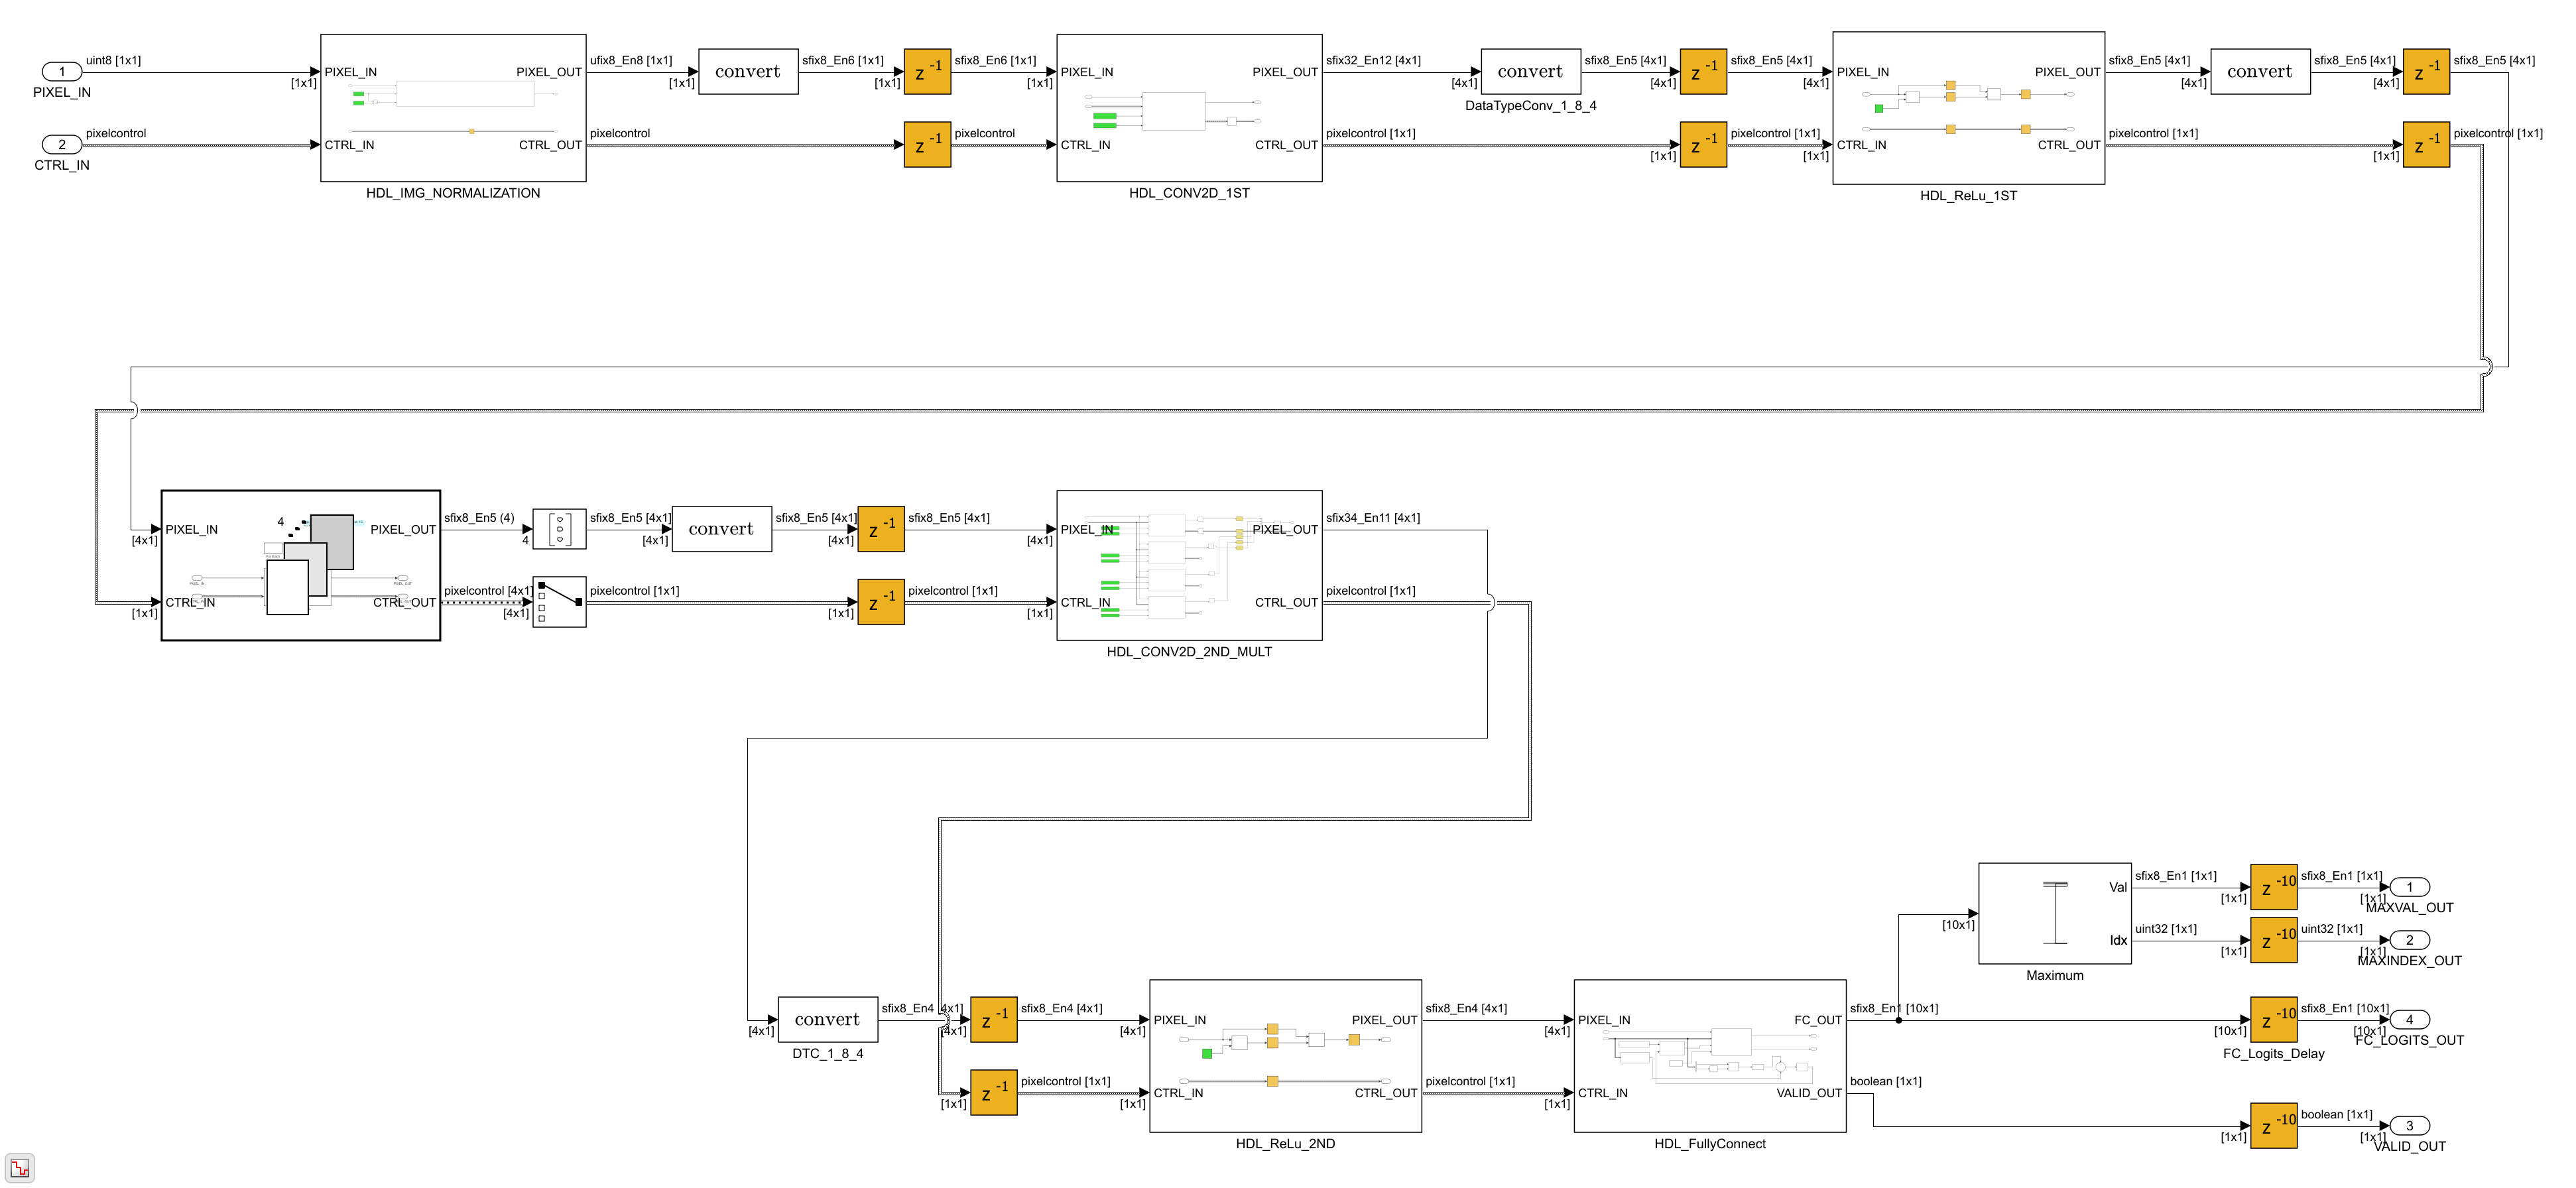 1
uint8 [1x1]
[1x1]
PIXEL_IN
2
pixelcontrol
CTRL_IN
PIXEL_IN
PIXEL_OUT
CTRL_IN
CTRL_OUT
HDL_IMG_NORMALIZATION
ufix8_En8 [1x1]
[1x1]
convert
sfix8_En6 [1x1]
[1x1]
z -1
sfix8_En6 [1x1]
[1x1]
pixelcontrol
z -1
pixelcontrol
PIXEL_IN
PIXEL_OUT
CTRL_IN
CTRL_OUT
HDL_CONV2D_1ST
sfix32_En12 [4x1]
[4x1]
convert
DataTypeConv_1_8_4
sfix8_En5 [4x1]
[4x1]
z -1
sfix8_En5 [4x1]
[4x1]
pixelcontrol [1x1]
[1x1]
z -1
pixelcontrol [1x1]
[1x1]
PIXEL_IN
PIXEL_OUT
CTRL_IN
CTRL_OUT
HDL_ReLu_1ST
sfix8_En5 [4x1]
[4x1]
convert
sfix8_En5 [4x1]
[4x1]
z -1
sfix8_En5 [4x1]
pixelcontrol [1x1]
[1x1]
z -1
pixelcontrol [1x1]
[4x1]
[1x1]
PIXEL_IN
4
PIXEL_OUT
CTRL_IN
CTRL_OUT
sfix8_En5 (4)
4
sfix8_En5 [4x1]
[4x1]
convert
sfix8_En5 [4x1]
[4x1]
z -1
sfix8_En5 [4x1]
[4x1]
pixelcontrol [4x1]
[4x1]
pixelcontrol [1x1]
[1x1]
z -1
pixelcontrol [1x1]
[1x1]
PIXEL_IN
PIXEL_OUT
CTRL_IN
CTRL_OUT
HDL_CONV2D_2ND_MULT
sfix34_En11 [4x1]
pixelcontrol [1x1]
[4x1]
convert
DTC_1_8_4
sfix8_En4 [4x1]
[4x1]
z -1
sfix8_En4 [4x1]
[4x1]
[1x1]
z -1
pixelcontrol [1x1]
[1x1]
PIXEL_IN
PIXEL_OUT
CTRL_IN
CTRL_OUT
HDL_ReLu_2ND
sfix8_En4 [4x1]
[4x1]
pixelcontrol [1x1]
[1x1]
PIXEL_IN
FC_OUT
CTRL_IN
VALID_OUT
HDL_FullyConnect
sfix8_En1 [10x1]
boolean [1x1]
[10x1]
Val
Idx
Maximum
sfix8_En1 [1x1]
[1x1]
z -10
sfix8_En1 [1x1]
[1x1]
1
MAXVAL_OUT
uint32 [1x1]
[1x1]
z -10
uint32 [1x1]
[1x1]
2
MAXINDEX_OUT
[10x1]
z -10
FC_Logits_Delay
sfix8_En1 [10x1]
[10x1]
4
FC_LOGITS_OUT
[1x1]
z -10
boolean [1x1]
[1x1]
3
VALID_OUT